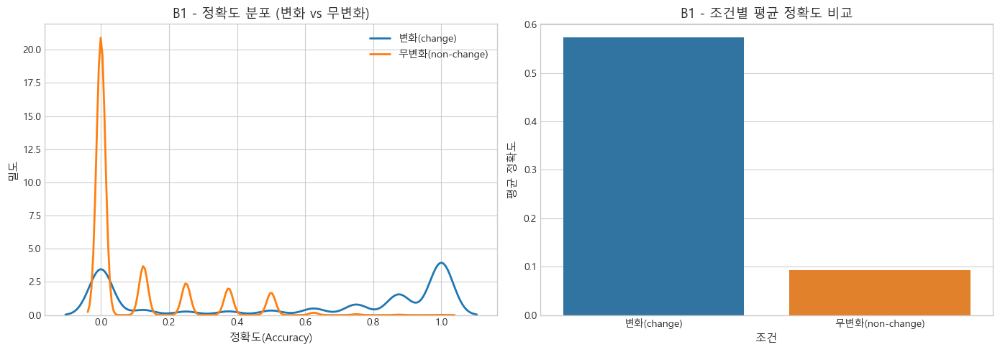 B1 - 정확도 분포 (변화 vs 무변화)
변화(change)
무변화(non-change)
밀도
20.0
17.5
15.0
12.5
10.0
7.5
5.0
2.5
0.0
0.0 0.2 0.4 0.6 0.8 1.0
정확도(Accuracy)
B1 - 조건별 평균 정확도 비교
평균 정확도
0.6
0.5
0.4
0.3
0.2
0.1
0.0
변화(change) 무변화(non-change)
조건